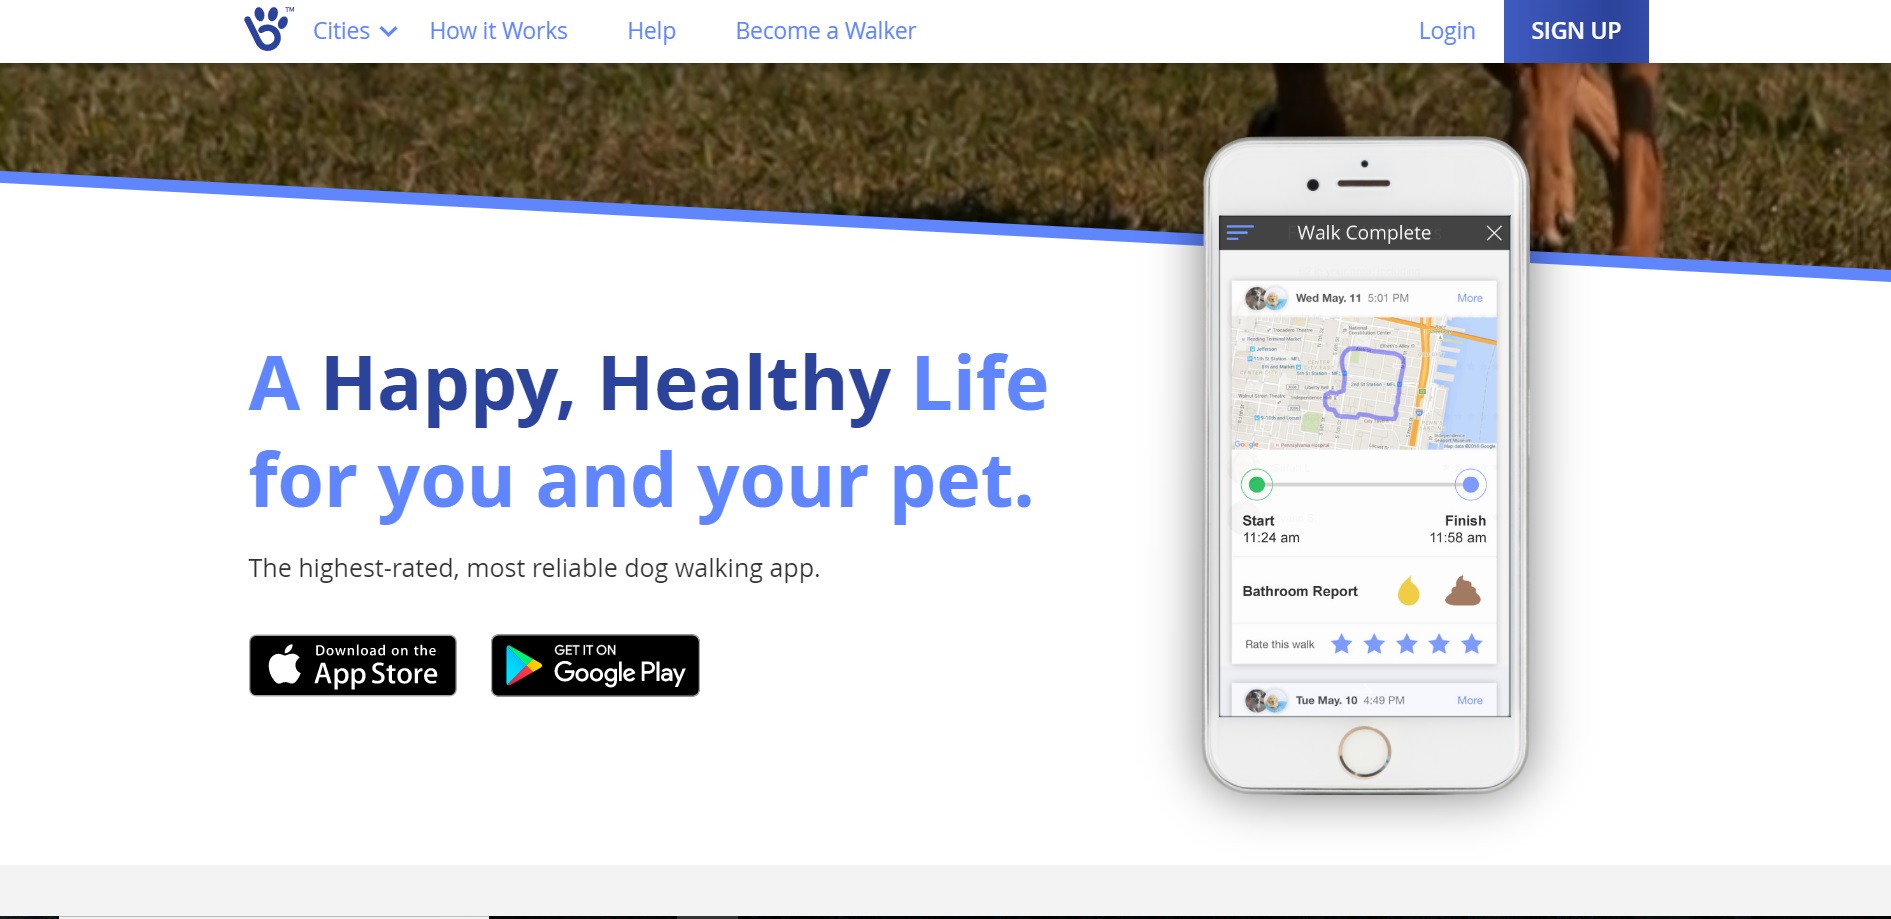 TM
Cities
How it Works
Help
Become a Walker
Login
SIGN UP
A Happy, Healthy Life
for you and your pet.
The highest-rated, most reliable dog walking app.
Download on the
App Store
GET IT ON
Google Play
Walk Complete
Wed May. 11 5:01 PM
More
Google
Start
Finish
11:24 am
11:58 am
Bathroom Report
Rate this walk
Tue May. 10 4:49 PM
More